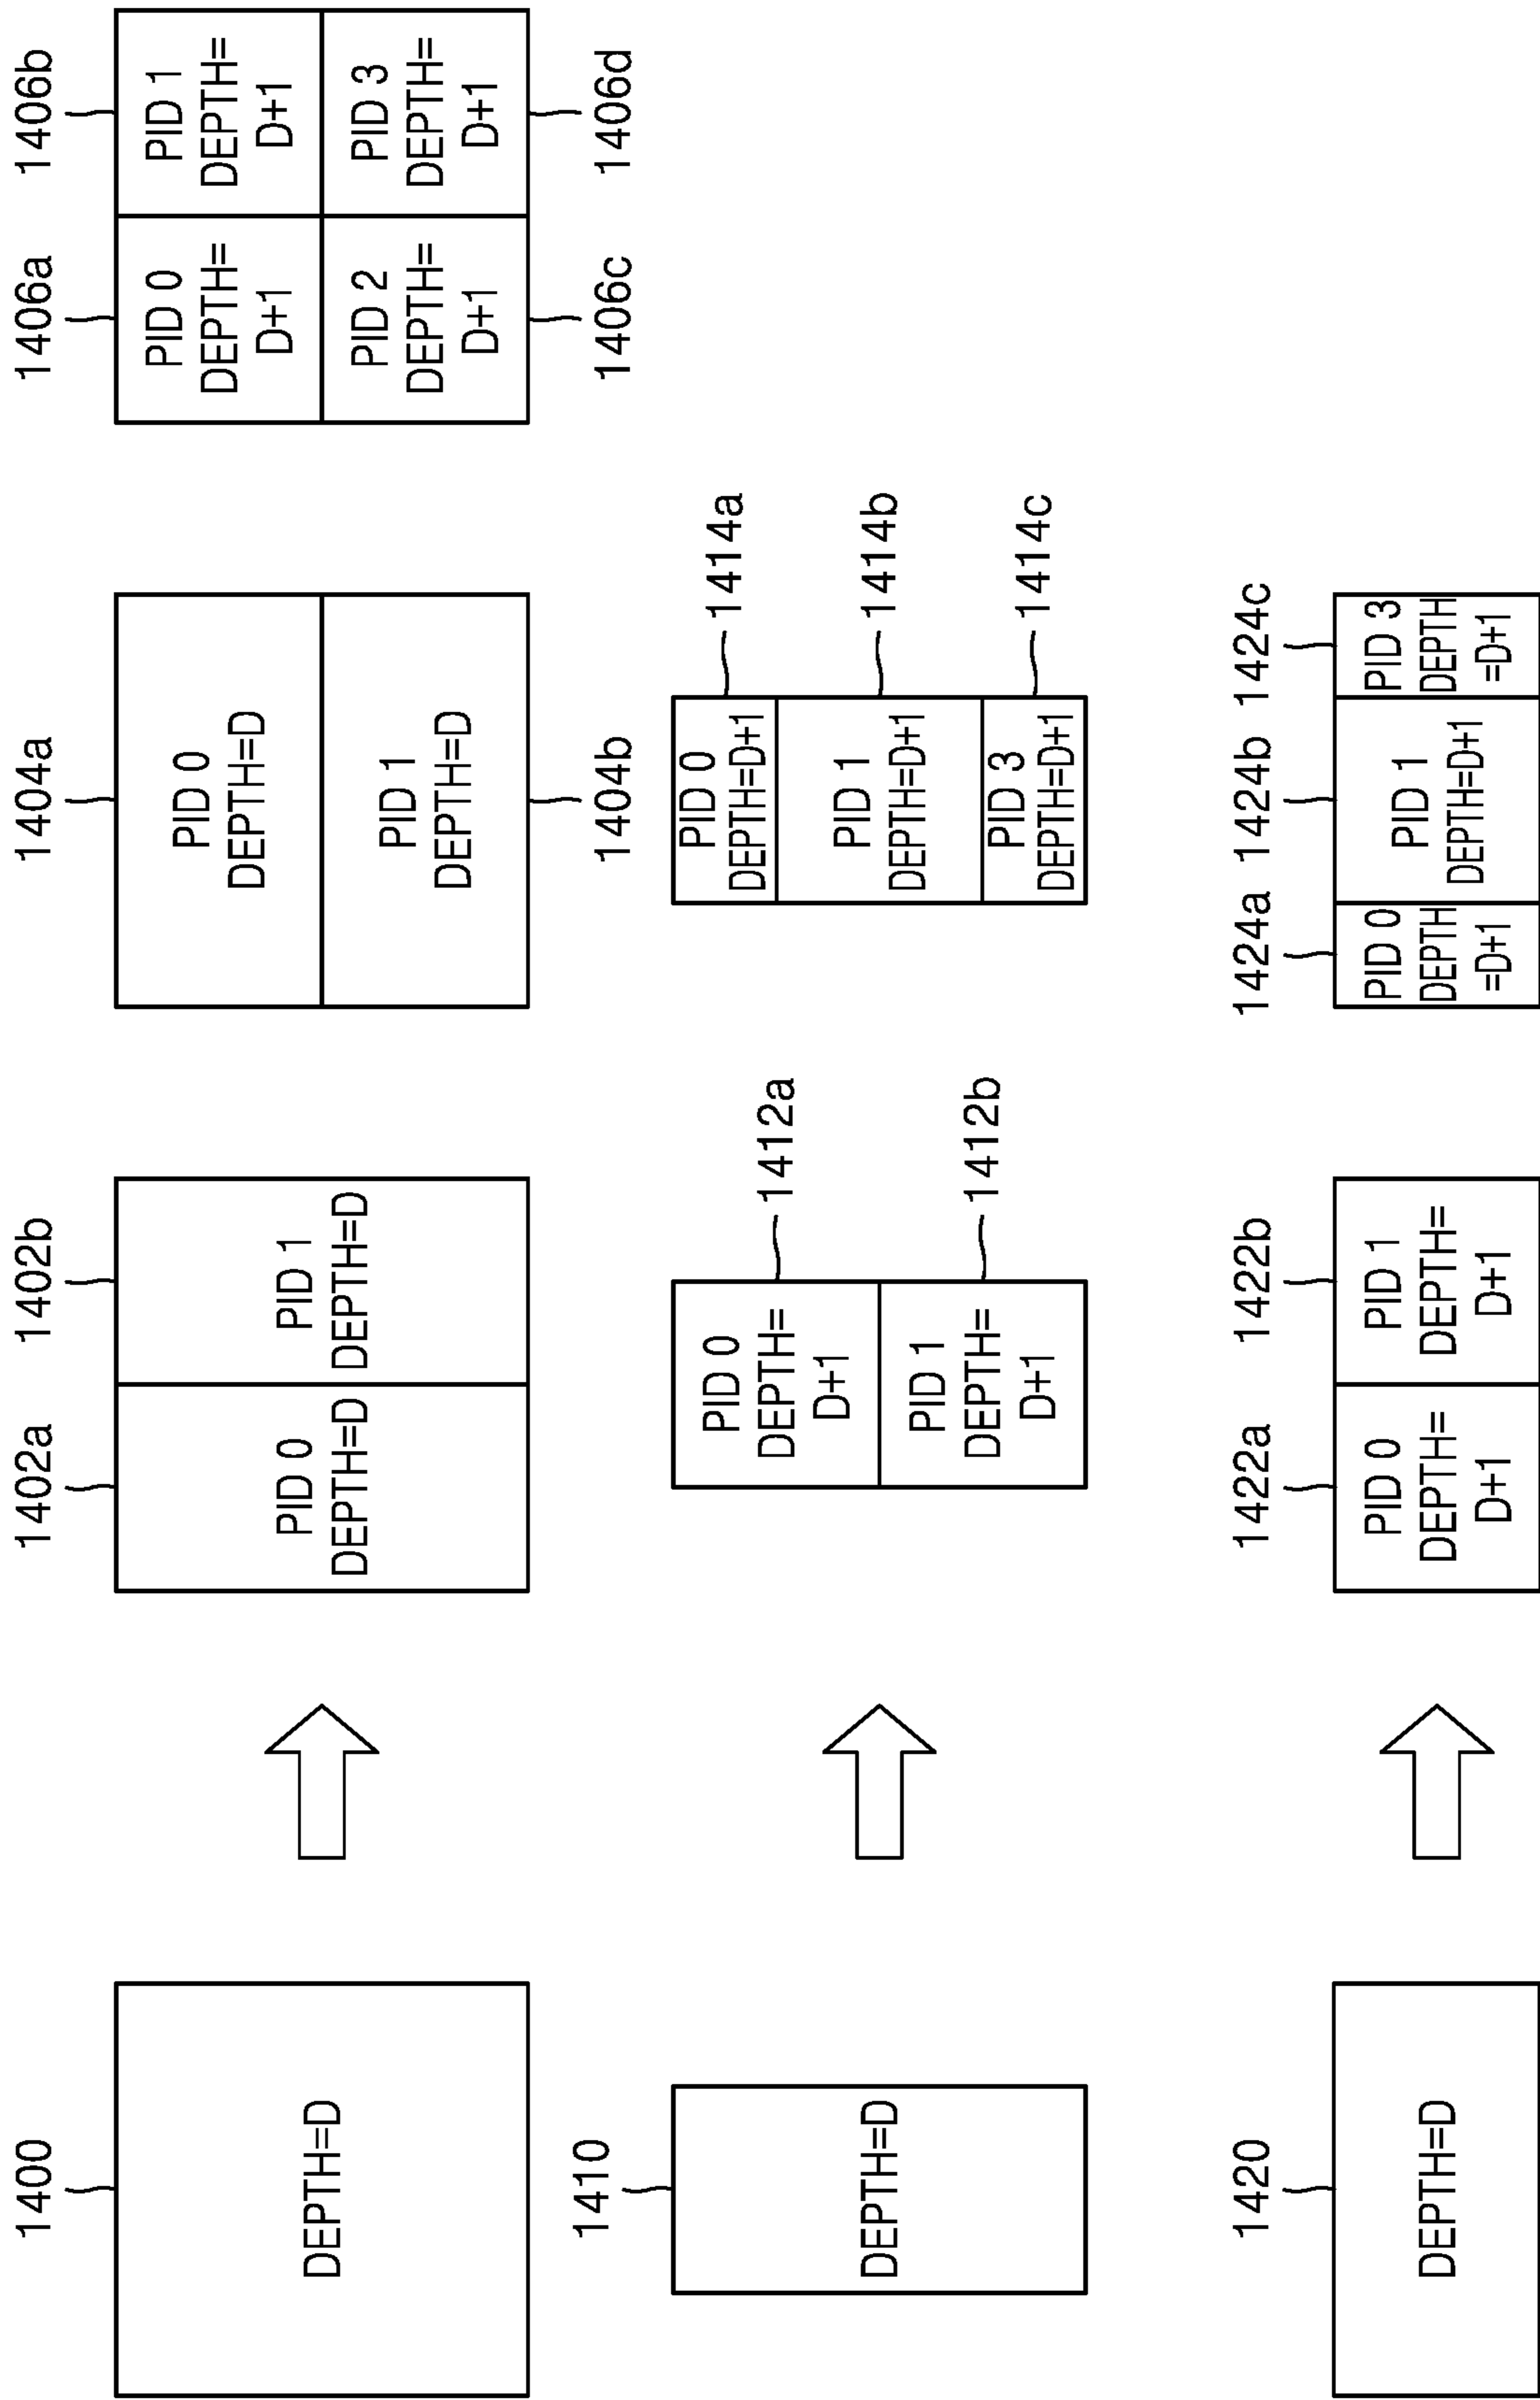 1400
DEPTH=D
1402a
1402b
PID 0
DEPTH=D
PID 1
DEPTH=D
1404a
PID 0
DEPTH=D
PID 1
DEPTH=D
1404b
1406a
1406b
PID 0
DEPTH=
D+1
PID 1
DEPTH=
D+1
PID 2
DEPTH=
D+1
PID 3
DEPTH=
D+1
1406c
1406d
1410
DEPTH=D
PID 0
DEPTH=
D+1
1412a
PID 1
DEPTH=
D+1
1412b
PID 0
DEPTH=D+1
1414a
PID 1
DEPTH=D+1
1414b
PID 3
DEPTH=D+1
1414c
1420
DEPTH=D
1422a
1422b
PID 0
DEPTH=
D+1
PID 1
DEPTH=
D+1
1424a
1424b
1424c
PID 0
DEPTH
=D+1
PID 1
DEPTH=D+1
PID 3
DEPTH
=D+1